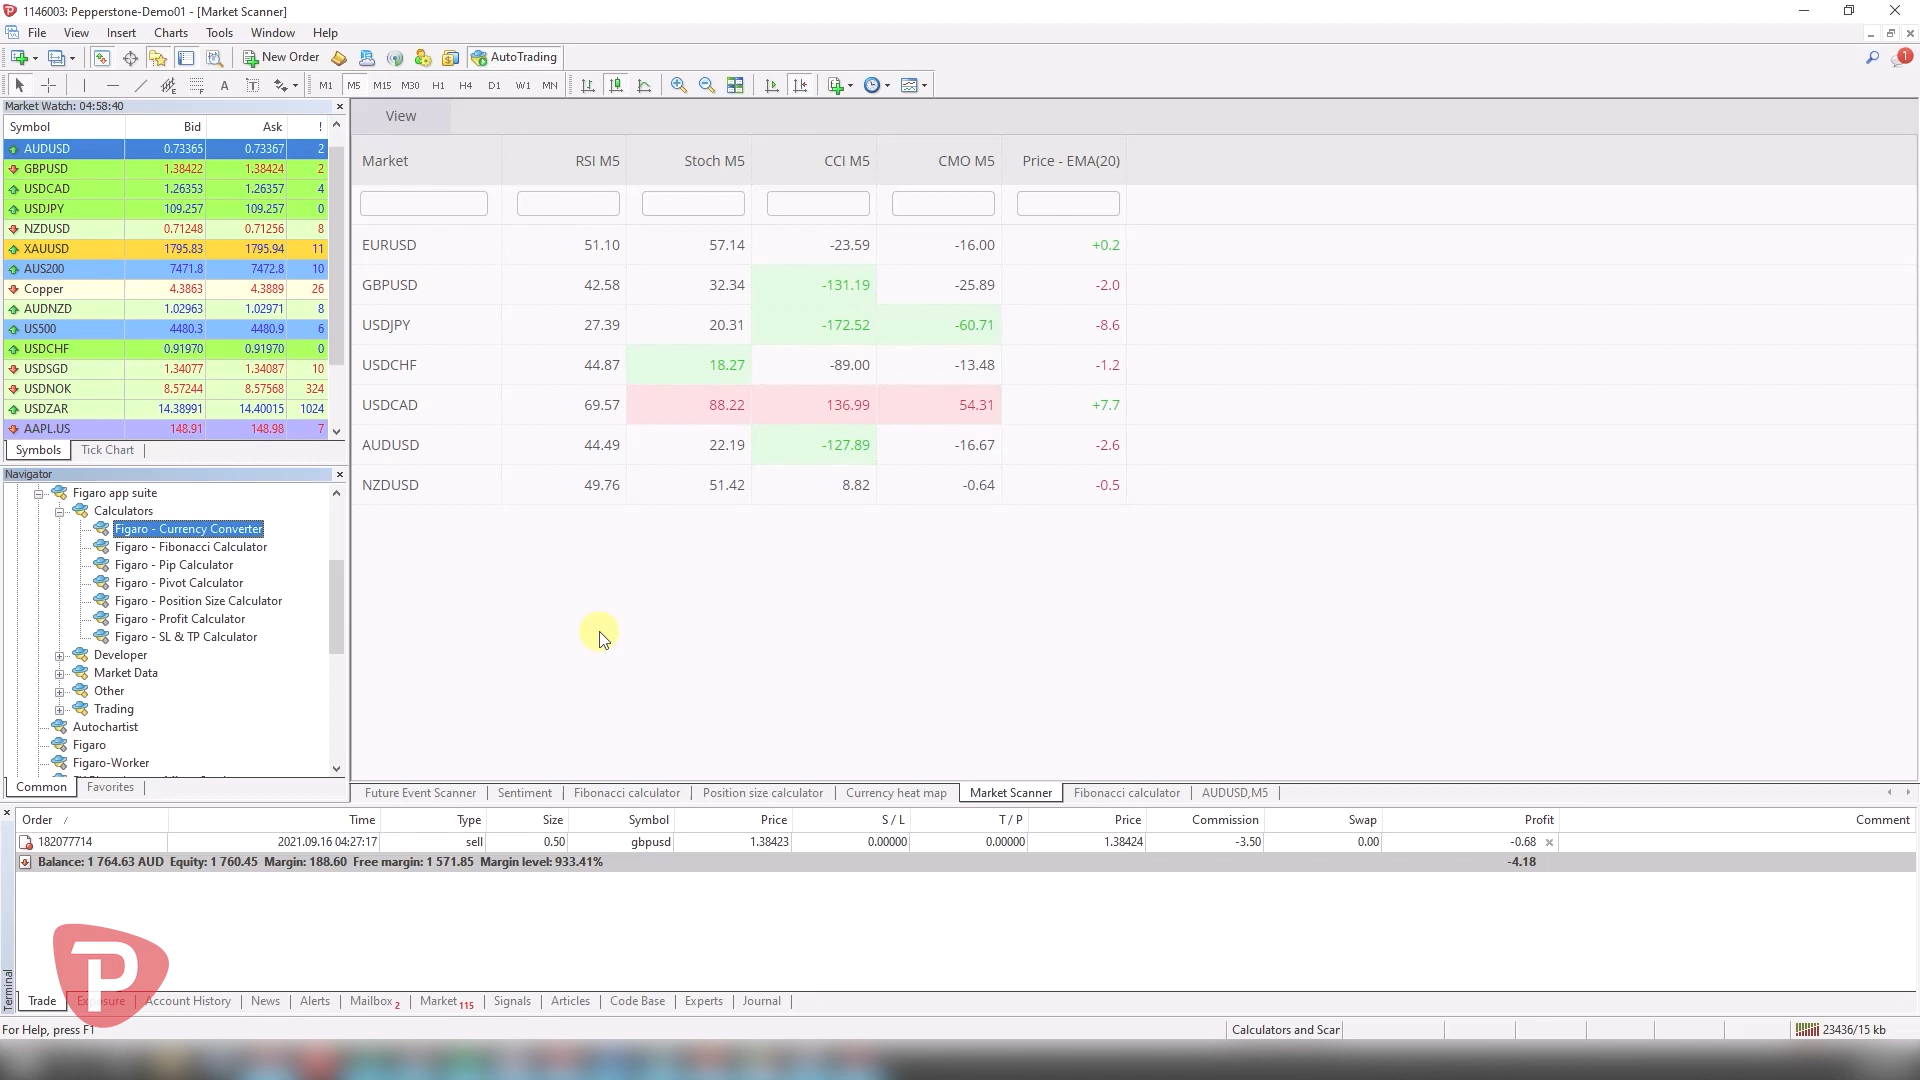 1146003: Pepperstone-Demo01 - [Market Scanner]
File View Insert Charts Tools Window Help
New Order AutoTrading 1
A T M1 M5 M15 M30 H1 H4 D1 W1 MN
Market Watch: 04:58:40
Symbol Bid Ask !
AUDUSD 0.73365 0.73367 2
GBPUSD 1.38422 1.38424 2
USDCAD 1.26353 1.26357 4
USDJPY 109.257 109.257 0
NZDUSD 0.71248 0.71256 8
XAUUSD 1795.83 1795.94 11
AUS200 7471.8 7472.8 10
Copper 4.3863 4.3889 26
AUDNZD 1.02963 1.02971 8
US500 4480.3 4480.9 6
USDCHF 0.91970 0.91970 0
USDSGD 1.34077 1.34087 10
USDNOK 8.57244 8.57568 324
USDZAR 14.38991 14.40015 1024
AAPL.US 148.91 148.98 7
Symbols Tick Chart
Navigator
Figaro app suite
Calculators
Figaro - Currency Converter
Figaro - Fibonacci Calculator
Figaro - Pip Calculator
Figaro - Pivot Calculator
Figaro - Position Size Calculator
Figaro - Profit Calculator
Figaro - SL & TP Calculator
Developer
Market Data
Other
Trading
Autochartist
Figaro
Figaro-Worker
Common Favorites
View
Market RSI M5 Stoch M5 CCI M5 CMO M5 Price - EMA(20)
EURUSD 51.10 57.14 -23.59 -16.00 +0.2
GBPUSD 42.58 32.34 -131.19 -25.89 -2.0
USDJPY 27.39 20.31 -172.52 -60.71 -8.6
USDCHF 44.87 18.27 -89.00 -13.48 -1.2
USDCAD 69.57 88.22 136.99 54.31 +7.7
AUDUSD 44.49 22.19 -127.89 -16.67 -2.6
NZDUSD 49.76 51.42 8.82 -0.64 -0.5
Future Event Scanner Sentiment Fibonacci calculator Position size calculator Currency heat map Market Scanner Fibonacci calculator AUDUSD,M5
Order / Time Type Size Symbol Price S / L T / P Price Commission Swap Profit Comment
182077714 2021.09.16 04:27:17 sell 0.50 gbpusd 1.38423 0.00000 0.00000 1.38424 -3.50 0.00 -0.68
Balance: 1 764.63 AUD Equity: 1 760.45 Margin: 188.60 Free margin: 1 571.85 Margin level: 933.41% -4.18
Terminal
Trade Exposure Account History News Alerts Mailbox 2 Market 115 Signals Articles Code Base Experts Journal
For Help, press F1 Calculators and Scar 23436/15 kb